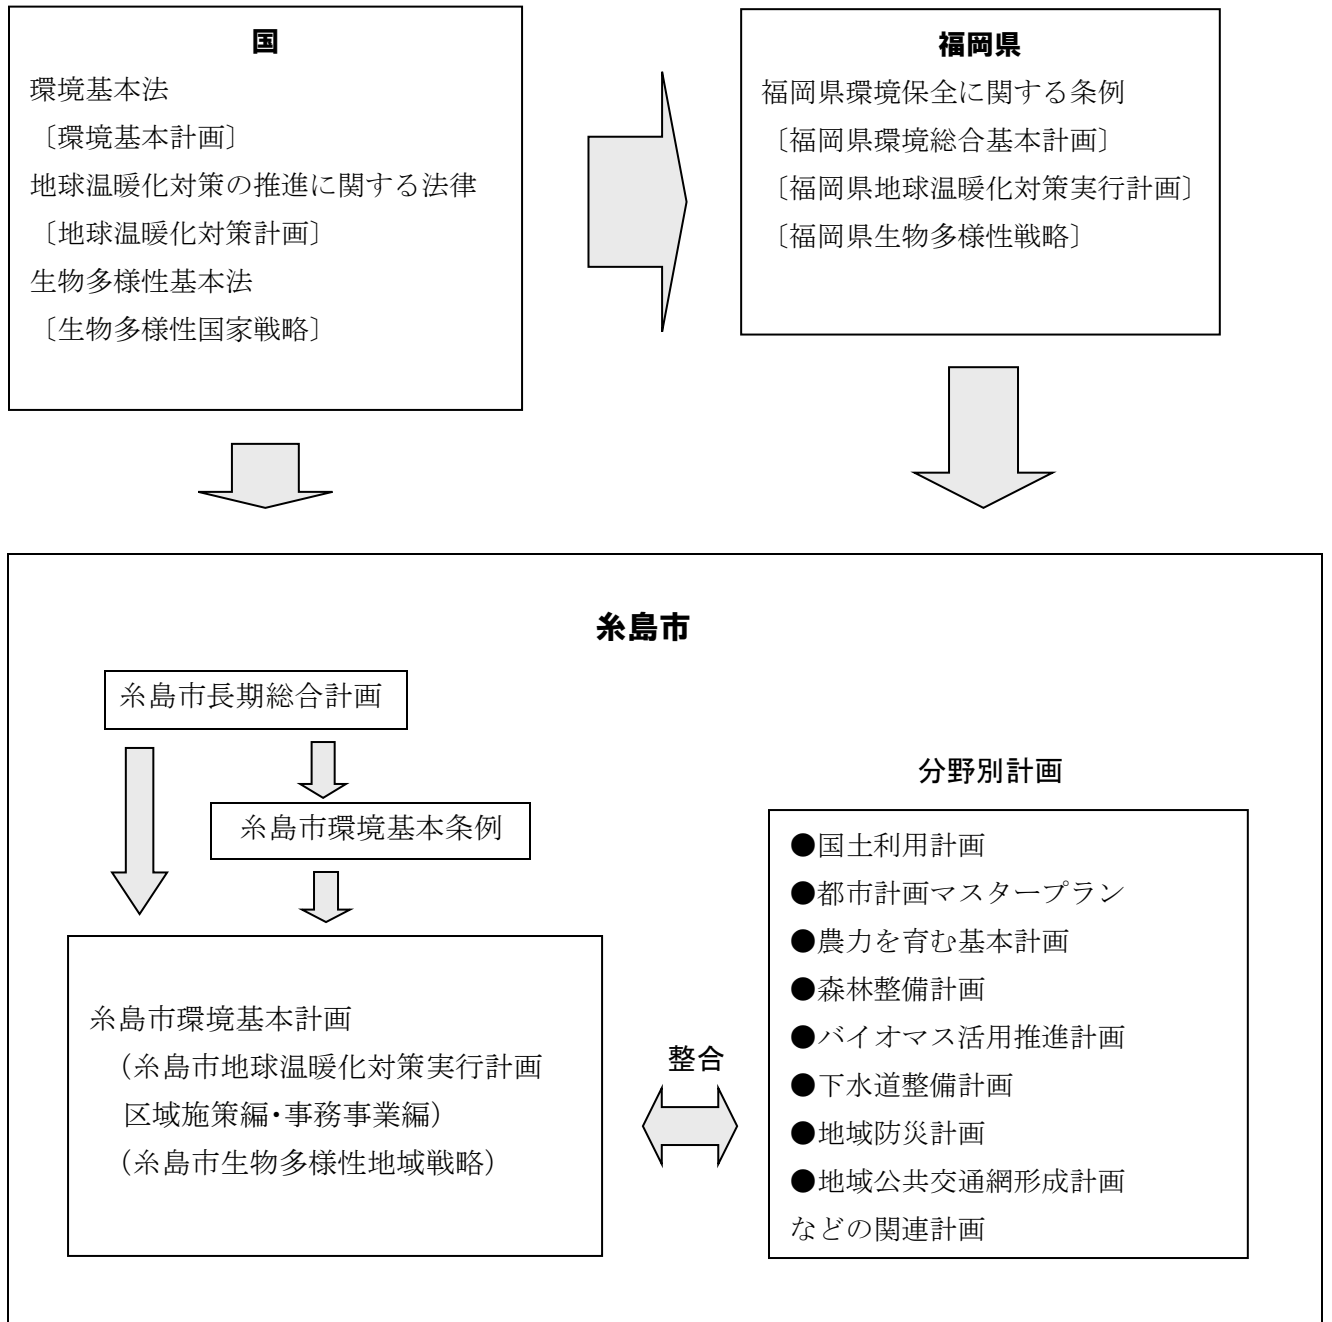 国
環境基本法
〔環境基本計画〕
地球温暖化対策の推進に関する法律
〔地球温暖化対策計画〕
生物多様性基本法
〔生物多様性国家戦略〕
福岡県
福岡県環境保全に関する条例
〔福岡県環境総合基本計画〕
〔福岡県地球温暖化対策実行計画〕
〔福岡県生物多様性戦略〕
糸島市
糸島市長期総合計画
糸島市環境基本条例
糸島市環境基本計画
（糸島市地球温暖化対策実行計画
区域施策編・事務事業編）
（糸島市生物多様性地域戦略）
整合
分野別計画
●国土利用計画
●都市計画マスタープラン
●農力を育む基本計画
●森林整備計画
●バイオマス活用推進計画
●下水道整備計画
●地域防災計画
●地域公共交通網形成計画
などの関連計画